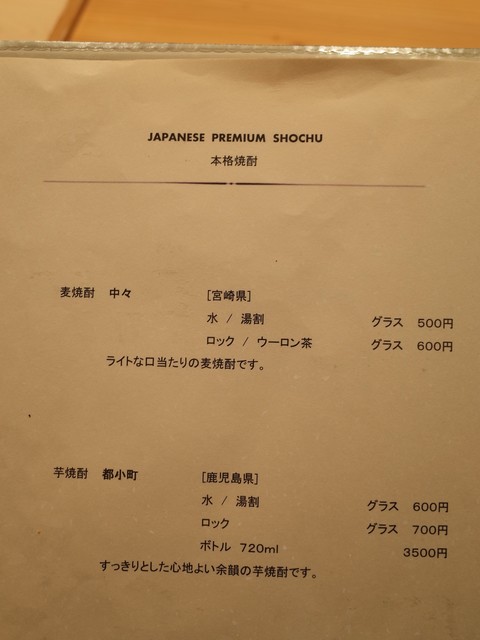 JAPANESE PREMIUM SHOCHU
本格焼酎
麦焼酎 中々 [宮崎県]
水 / 湯割 グラス 500円
ロック / ウーロン茶 グラス 600円
ライトな口当たりの麦焼酎です。
芋焼酎 都小町 [鹿児島県]
水 / 湯割 グラス 600円
ロック グラス 700円
ボトル 720ml 3500円
すっきりとした心地よい余韻の芋焼酎です。